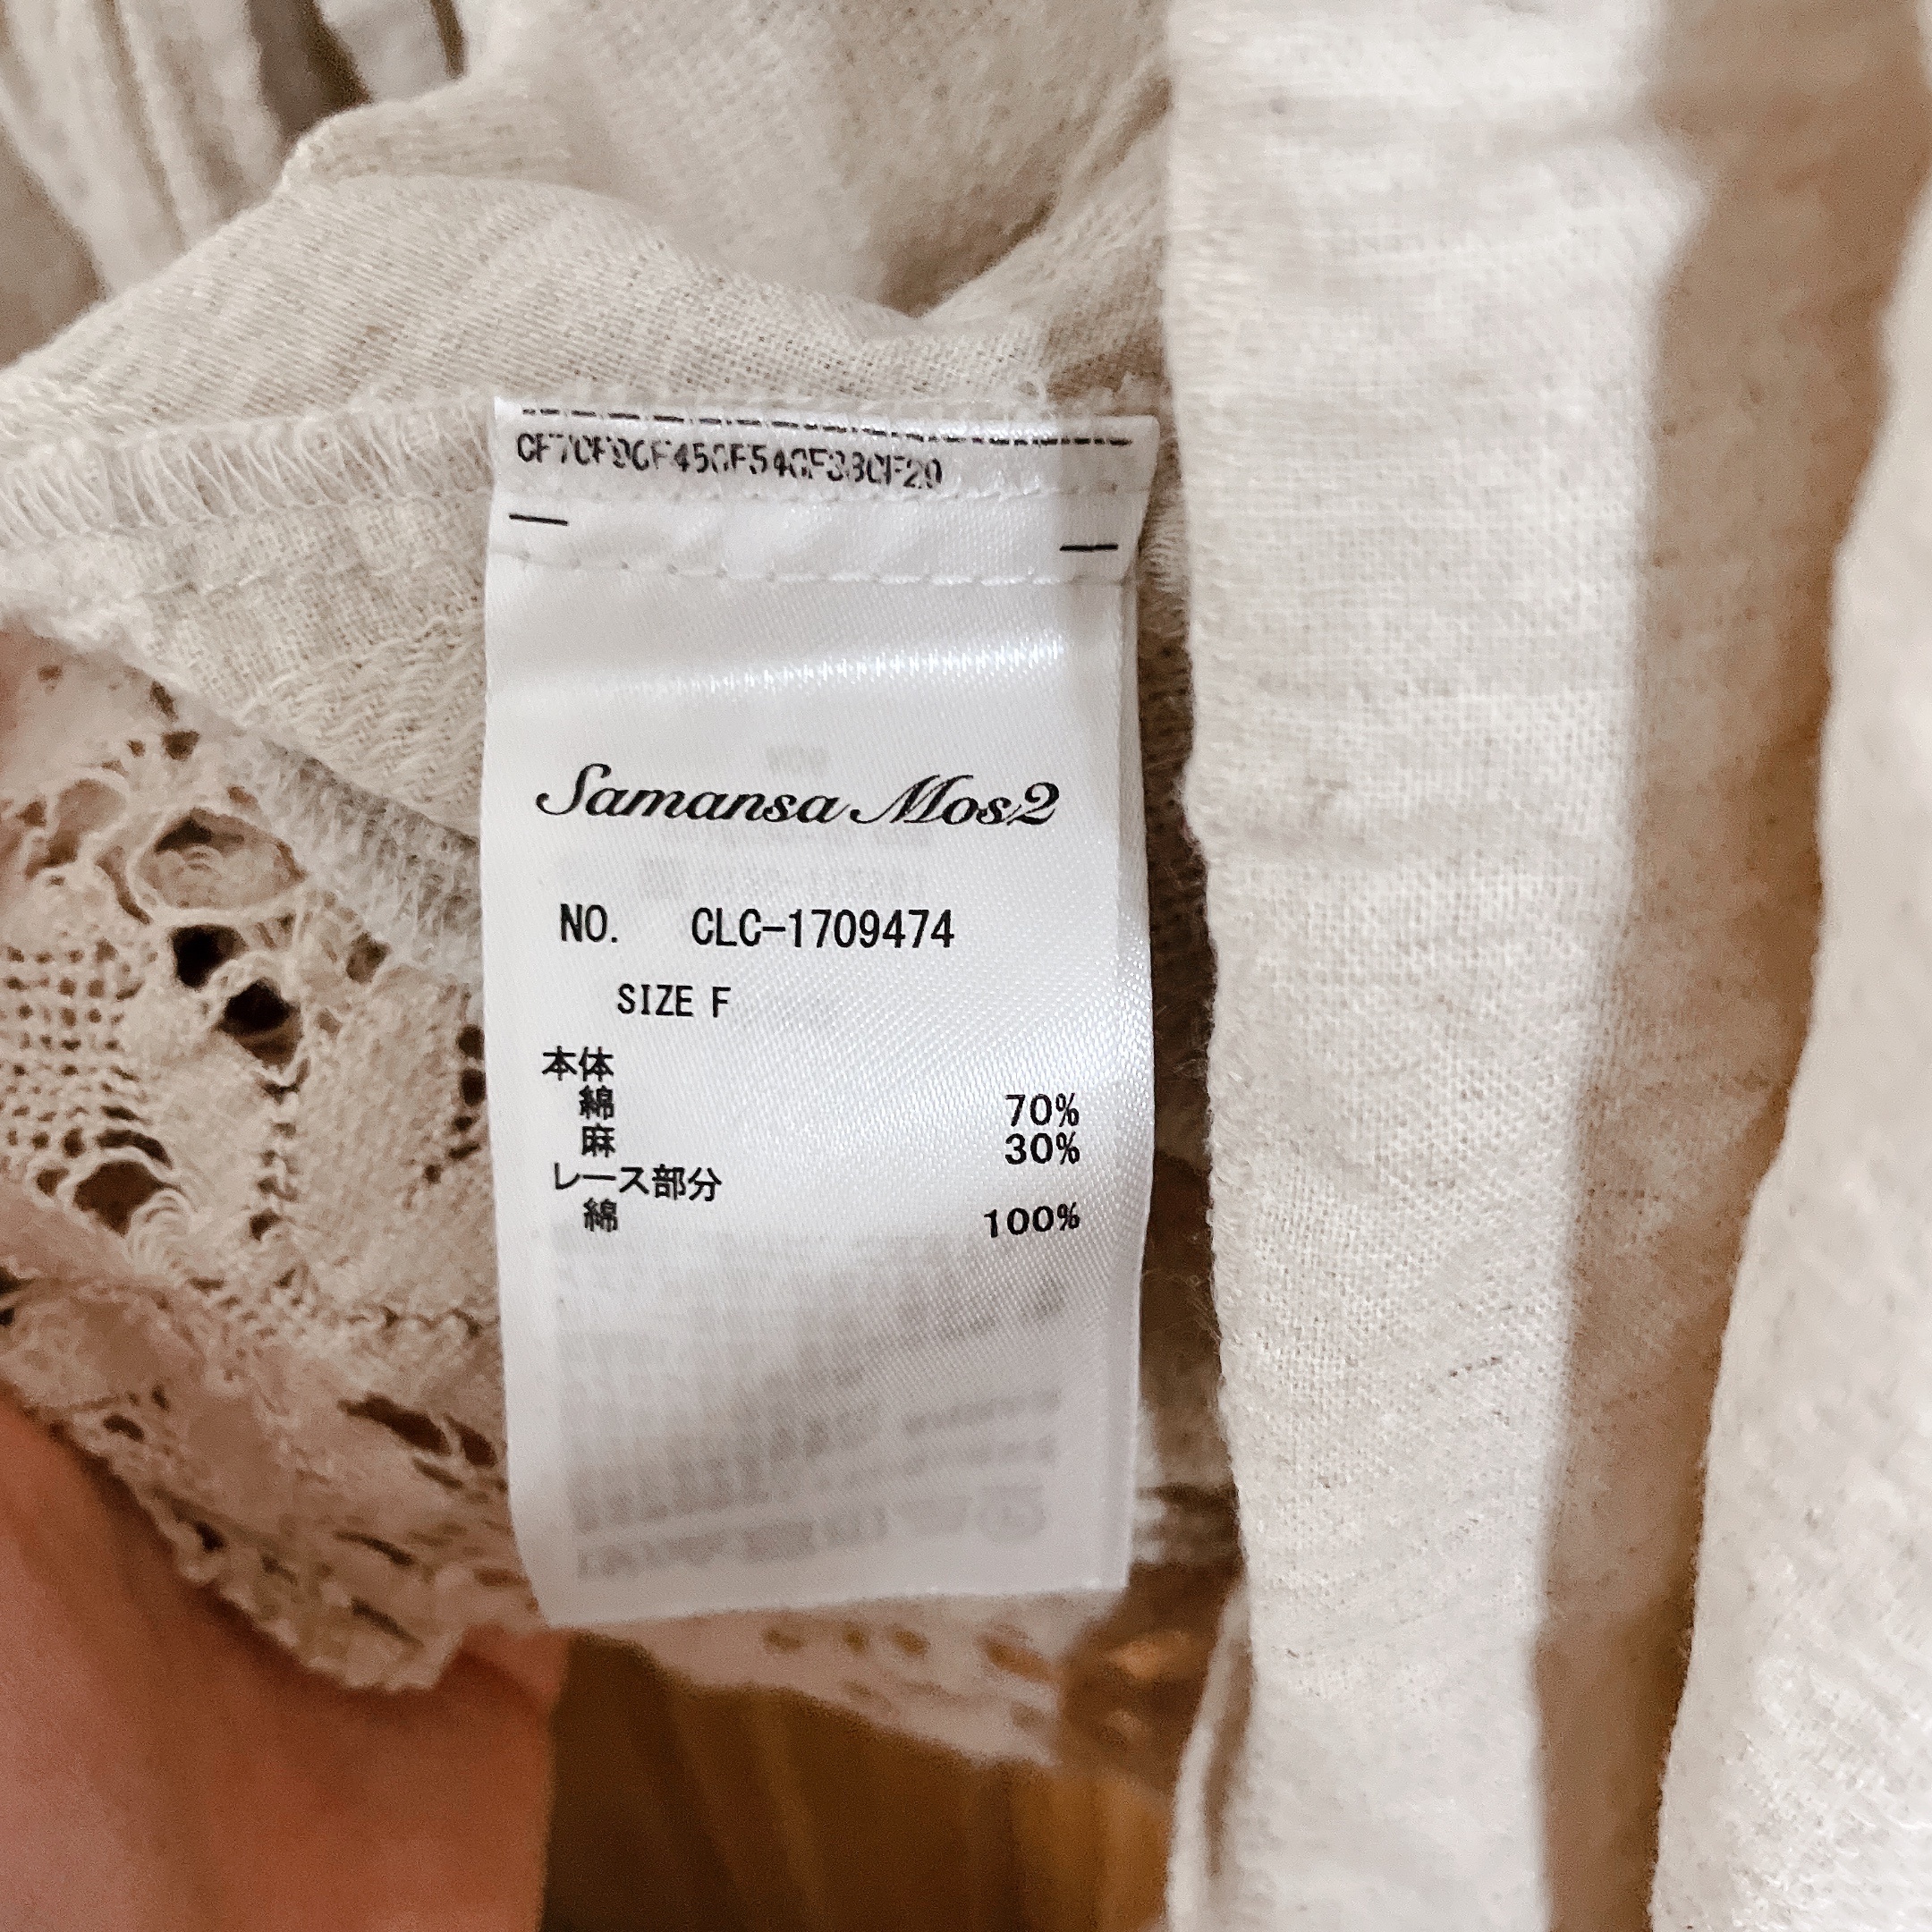 Samansa Mos2
NO. CLC-1709474
SIZE F
本体
綿 70%
麻 30%
レース部分
綿 100%